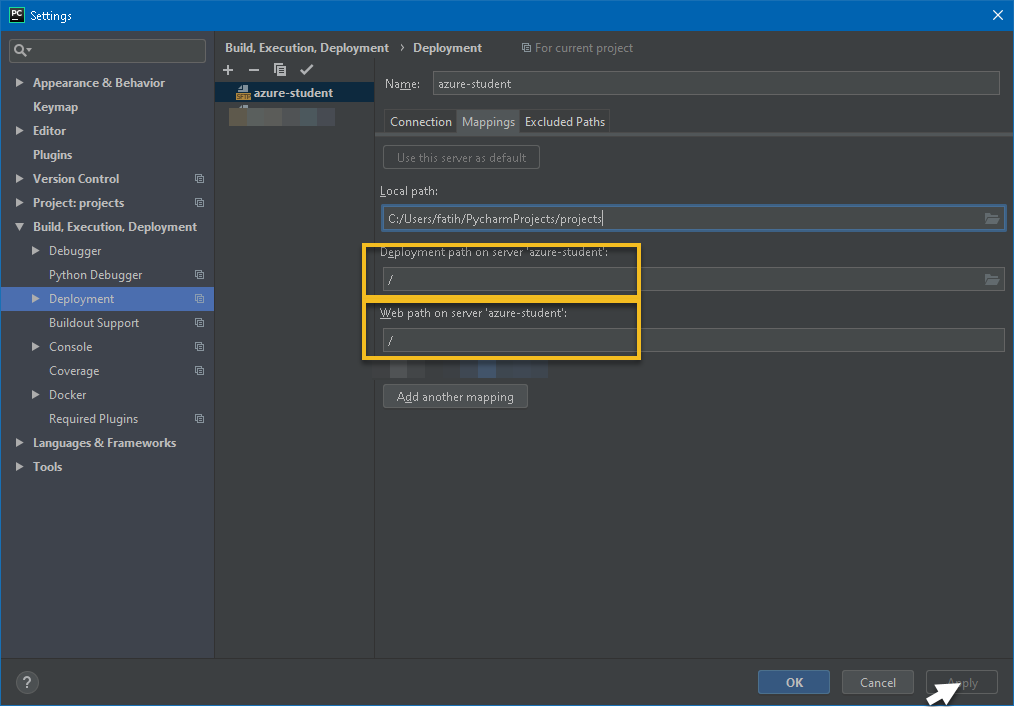 PC
Settings
Build, Execution, Deployment › Deployment
For current project
Appearance & Behavior
Keymap
Editor
Plugins
Version Control
Project: projects
Build, Execution, Deployment
Debugger
Python Debugger
Deployment
Buildout Support
Console
Coverage
Docker
Required Plugins
Languages & Frameworks
Tools
SFTP
azure-student
Name:
azure-student
Connection
Mappings
Excluded Paths
Use this server as default
Local path:
C:/Users/fatih/PycharmProjects/projects
Deployment path on server 'azure-student':
/
Web path on server 'azure-student':
/
Add another mapping
?
OK
Cancel
Apply